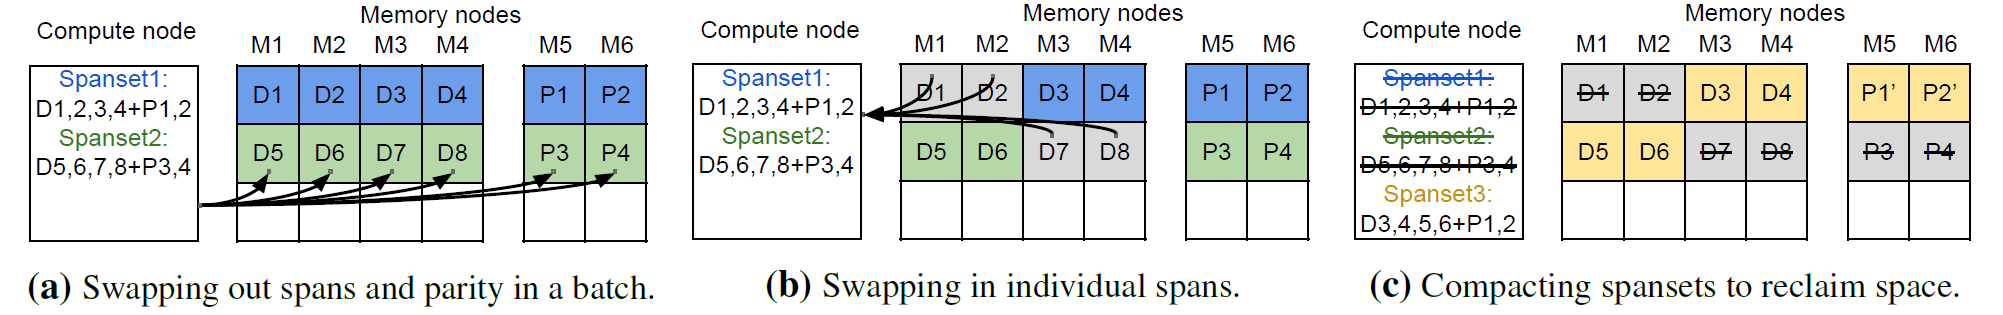 Memory nodes
Compute node
M1 M2 M3 M4 M5 M6
Spanset1:
D1,2,3,4+P1,2
Spanset2:
D5,6,7,8+P3,4
D1 D2 D3 D4 P1 P2
D5 D6 D7 D8 P3 P4
(a) Swapping out spans and parity in a batch.
Memory nodes
Compute node
M1 M2 M3 M4 M5 M6
Spanset1:
D1,2,3,4+P1,2
Spanset2:
D5,6,7,8+P3,4
D1 D2 D3 D4 P1 P2
D5 D6 D7 D8 P3 P4
(b) Swapping in individual spans.
Memory nodes
Compute node
M1 M2 M3 M4 M5 M6
Spanset1:
D1,2,3,4+P1,2
Spanset2:
D5,6,7,8+P3,4
Spanset3:
D3,4,5,6+P1,2
D1 D2 D3 D4 P1’ P2’
D5 D6 D7 D8 P3 P4
(c) Compacting spansets to reclaim space.